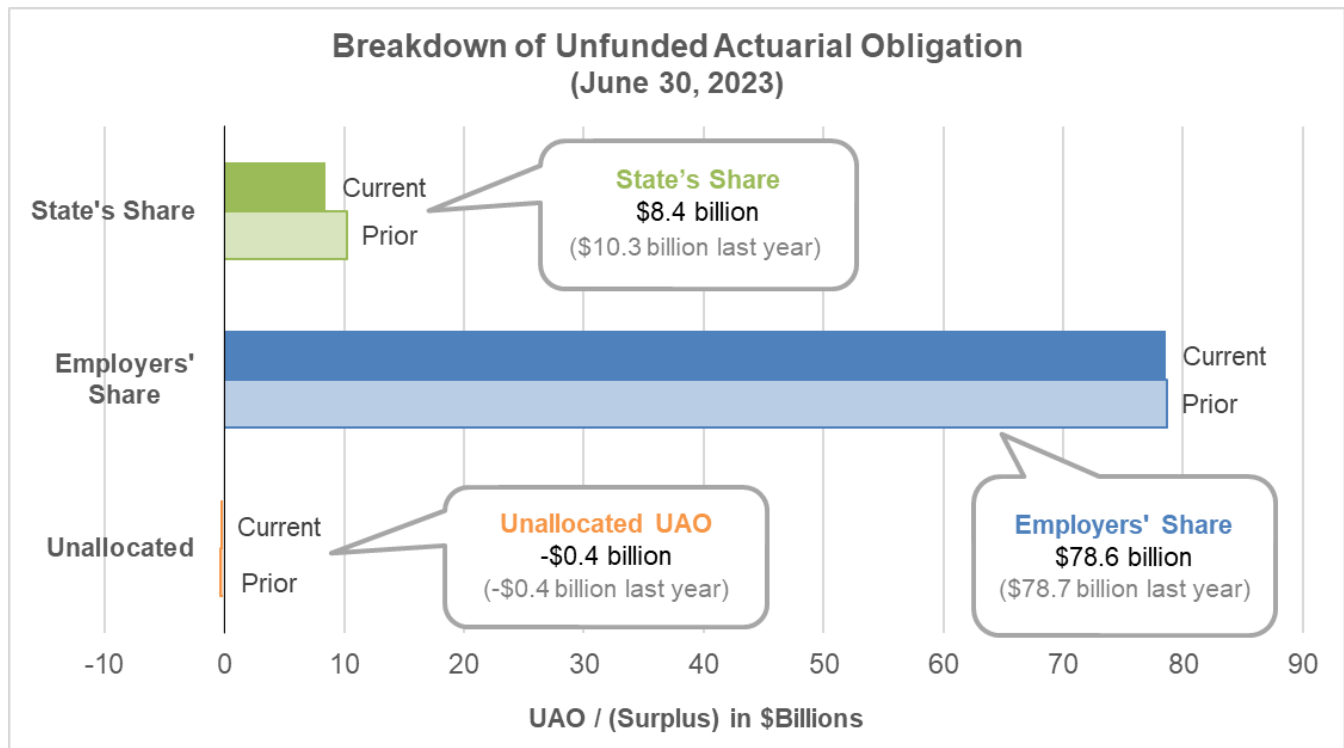 Breakdown of Unfunded Actuarial Obligation
(June 30, 2023)
State's Share
Current
Prior
State’s Share
$8.4 billion
($10.3 billion last year)
Employers'
Share
Current
Prior
Employers' Share
$78.6 billion
($78.7 billion last year)
Unallocated
Current
Prior
Unallocated UAO
-$0.4 billion
(-$0.4 billion last year)
-10 0 10 20 30 40 50 60 70 80 90
UAO / (Surplus) in $Billions